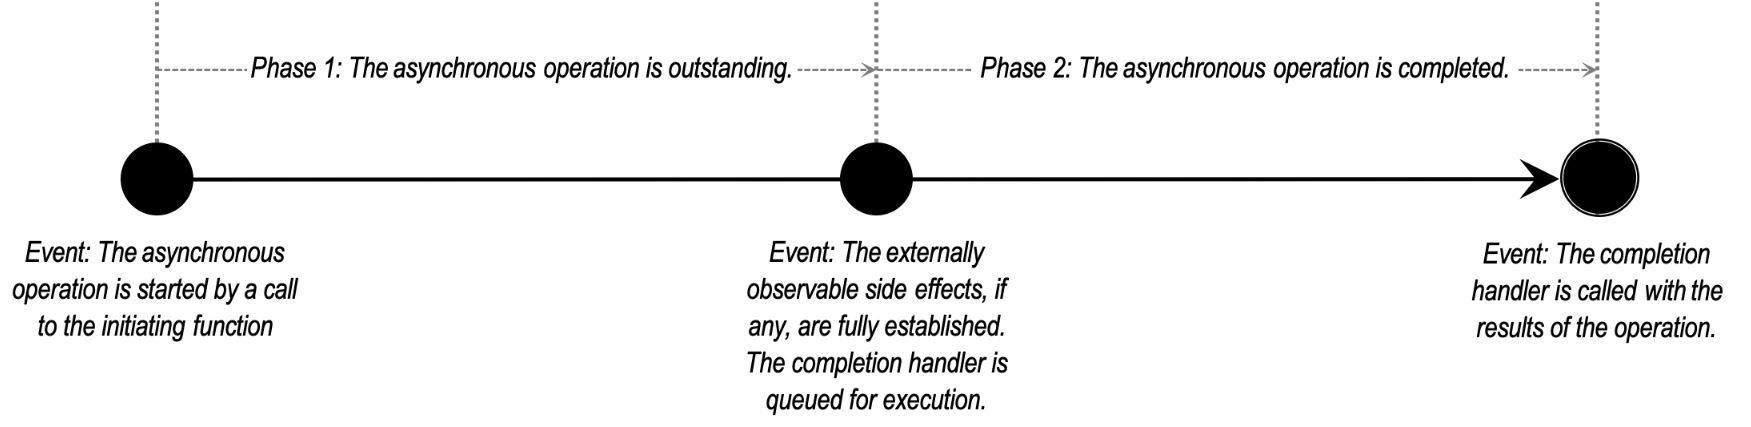 Phase 1: The asynchronous operation is outstanding.
Phase 2: The asynchronous operation is completed.
Event: The asynchronous
operation is started by a call
to the initiating function
Event: The externally
observable side effects, if
any, are fully established.
The completion handler is
queued for execution.
Event: The completion
handler is called with the
results of the operation.